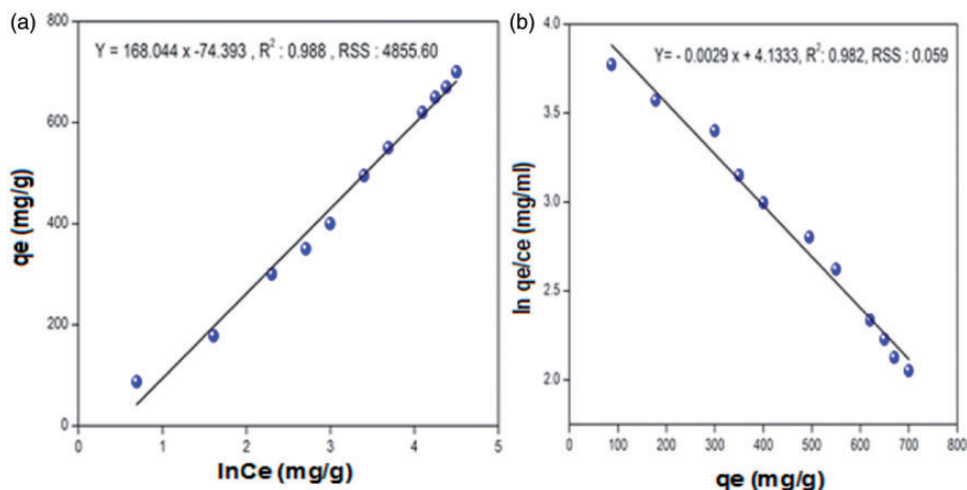 (a)
Y = 168.044 x -74.393 , R² : 0.988 , RSS : 4855.60
800
600
400
200
0
0 1 2 3 4 5
qe (mg/g)
lnCe (mg/g)
(b)
Y= - 0.0029 x + 4.1333, R²: 0.982, RSS : 0.059
4.0
3.5
3.0
2.5
2.0
0 100 200 300 400 500 600 700 800
ln qe/ce (mg/ml)
qe (mg/g)